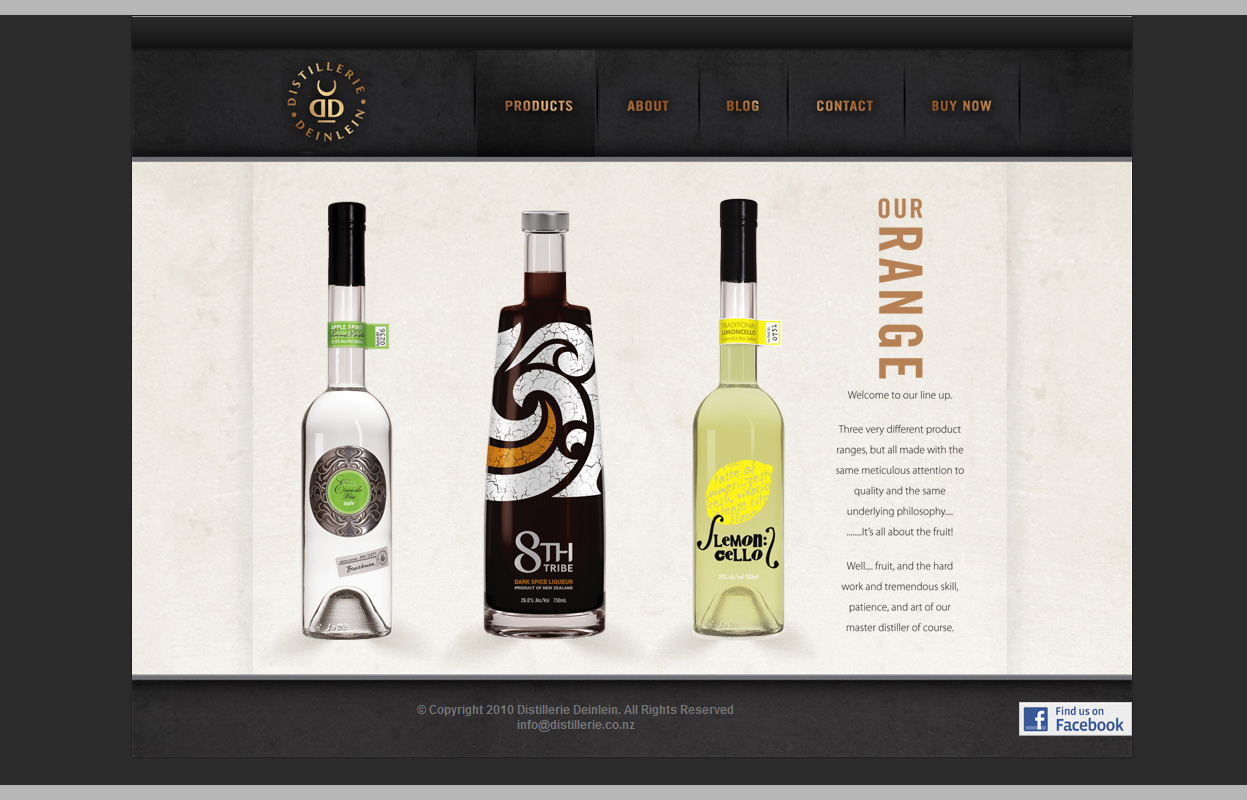 DISTILLERIE
DEINLEIN
PRODUCTS
ABOUT
BLOG
CONTACT
BUY NOW
OUR
RANGE
Welcome to our line up.
Three very different product
ranges, but all made with the
same meticulous attention to
quality and the same
underlying philosophy....
........It's all about the fruit!
Well.... fruit, and the hard
work and tremendous skill,
patience, and art of our
master distiller of course.
APPLE SPIRIT
0236
Braeburn
8TH
TRIBE
DARK SPICE LIQUEUR
PRODUCT OF NEW ZEALAND
26.0% Alc/Vol 750mL
TRADITIONAL
LIMONCELLO
0731
LEMON:
CELLO
© Copyright 2010 Distillerie Deinlein. All Rights Reserved
info@distillerie.co.nz
Find us on
Facebook